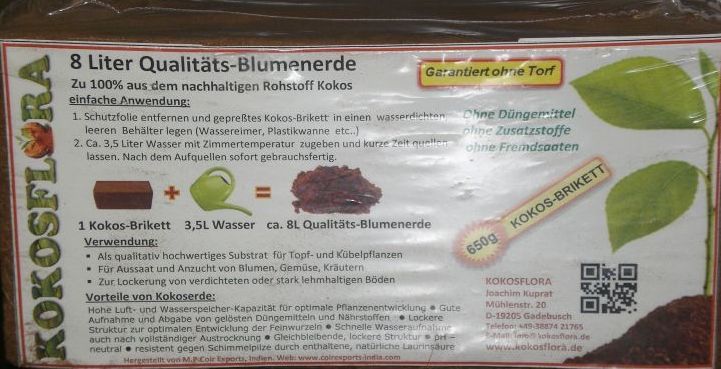 KOKOSFLORA
8 Liter Qualitäts-Blumenerde
Zu 100% aus dem nachhaltigen Rohstoff Kokos
einfache Anwendung:
1. Schutzfolie entfernen und gepreßtes Kokos-Brikett in einen wasserdichten
leeren Behälter legen (Wassereimer, Plastikwanne etc..)
2. Ca. 3,5 Liter Wasser mit Zimmertemperatur zugeben und kurze Zeit quellen
lassen. Nach dem Aufquellen sofort gebrauchsfertig.
+ =
1 Kokos-Brikett 3,5L Wasser ca. 8L Qualitäts-Blumenerde
Verwendung:
Als qualitativ hochwertiges Substrat für Topf- und Kübelpflanzen
Für Aussaat und Anzucht von Blumen, Gemüse, Kräutern
Zur Lockerung von verdichteten oder stark lehmhaltigen Böden
Vorteile von Kokoserde:
Hohe Luft- und Wasserspeicher-Kapazität für optimale Pflanzenentwicklung ● Gute
Aufnahme und Abgabe von gelösten Düngemitteln und Nährstoffen ● Lockere
Struktur zur optimalen Entwicklung der Feinwurzeln ● Schnelle Wasseraufnahme
auch nach vollständiger Austrocknung ● Gleichbleibende, lockere Struktur ● pH –
neutral ● resistent gegen Schimmelpilze durch enthaltene, natürliche Laurinsäure
Hergestellt von M.P.Coir Exports, Indien. Web: www.coirexports-india.com
Garantiert ohne Torf
Ohne Düngemittel
ohne Zusatzstoffe
ohne Fremdsaaten
650g KOKOS-BRIKETT
KOKOSFLORA
Joachim Kuprat
Mühlenstr. 20
D-19205 Gadebusch
Telefon: +49-38874 21765
E-Mail: info@kokosflora.de
www.kokosflora.de